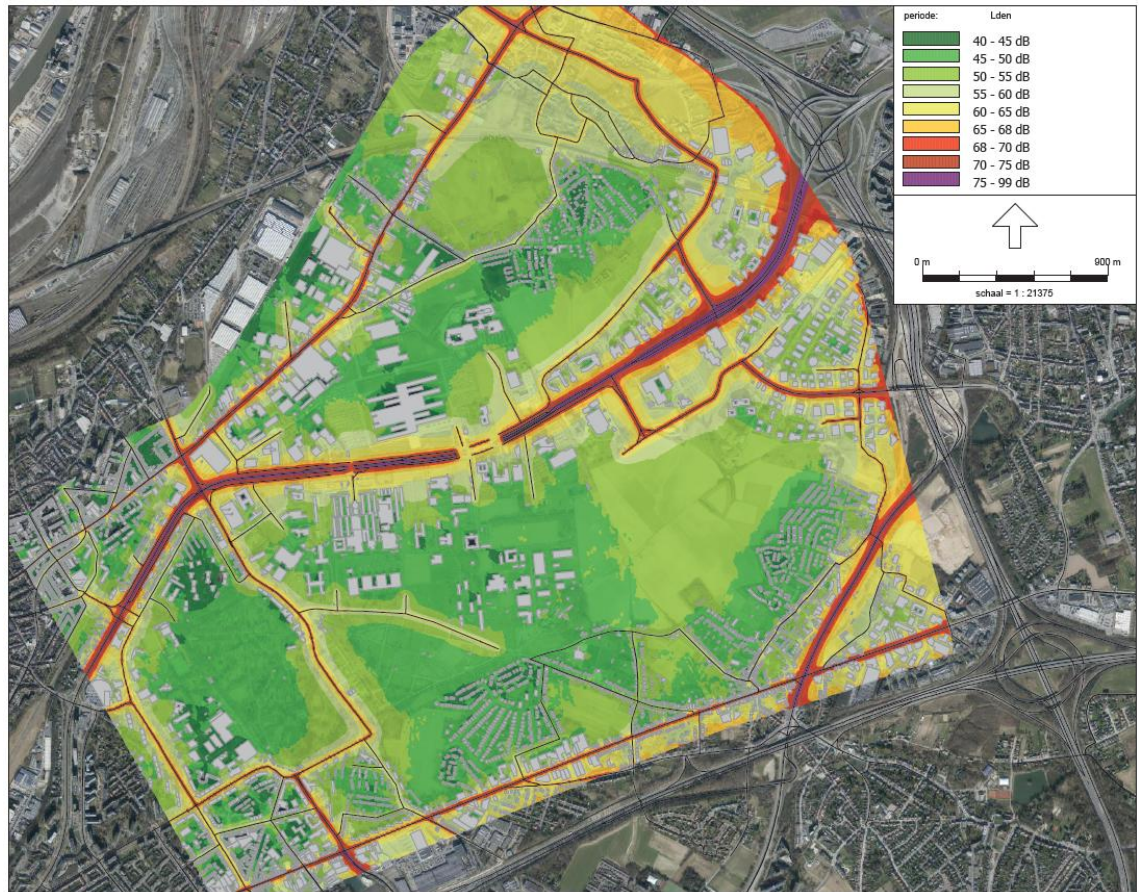 periode: Lden
40 - 45 dB
45 - 50 dB
50 - 55 dB
55 - 60 dB
60 - 65 dB
65 - 68 dB
68 - 70 dB
70 - 75 dB
75 - 99 dB
0 m 900 m
schaal = 1 : 21375